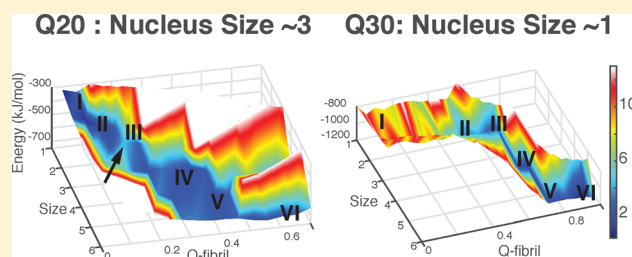 Q20 : Nucleus Size ~3
Q30: Nucleus Size ~1
Energy (kJ/mol)
-300
-500
-700
I
II
III
IV
V
VI
Size
1
2
3
4
5
6
0
0.2
0.4
0.6
Q-fibril
-800
-1000
-1200
I
II
III
IV
V
VI
Size
1
2
3
4
5
6
0
0.4
0.8
Q-fibril
10
6
2